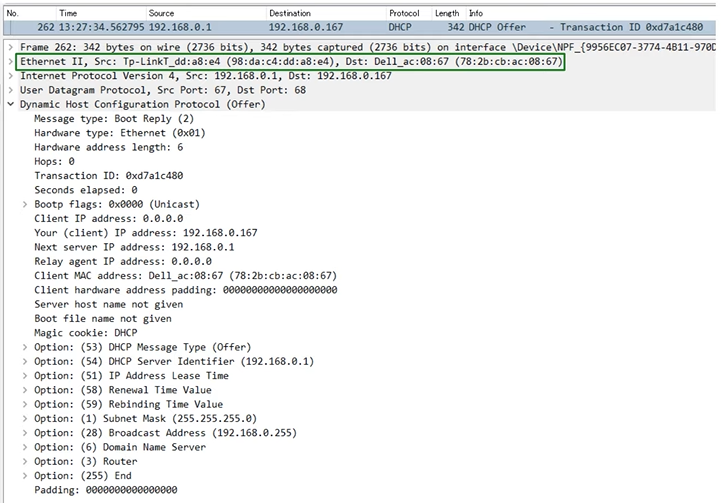 No. Time Source Destination Protocol Length Info
262 13:27:34.562795 192.168.0.1 192.168.0.167 DHCP 342 DHCP Offer - Transaction ID 0xd7a1c480
Frame 262: 342 bytes on wire (2736 bits), 342 bytes captured (2736 bits) on interface \Device\NPF_{9956EC07-3774-4B11-970D
Ethernet II, Src: Tp-LinkT_dd:a8:e4 (98:da:c4:dd:a8:e4), Dst: Dell_ac:08:67 (78:2b:cb:ac:08:67)
Internet Protocol Version 4, Src: 192.168.0.1, Dst: 192.168.0.167
User Datagram Protocol, Src Port: 67, Dst Port: 68
Dynamic Host Configuration Protocol (Offer)
Message type: Boot Reply (2)
Hardware type: Ethernet (0x01)
Hardware address length: 6
Hops: 0
Transaction ID: 0xd7a1c480
Seconds elapsed: 0
Bootp flags: 0x0000 (Unicast)
Client IP address: 0.0.0.0
Your (client) IP address: 192.168.0.167
Next server IP address: 192.168.0.1
Relay agent IP address: 0.0.0.0
Client MAC address: Dell_ac:08:67 (78:2b:cb:ac:08:67)
Client hardware address padding: 00000000000000000000
Server host name not given
Boot file name not given
Magic cookie: DHCP
Option: (53) DHCP Message Type (Offer)
Option: (54) DHCP Server Identifier (192.168.0.1)
Option: (51) IP Address Lease Time
Option: (58) Renewal Time Value
Option: (59) Rebinding Time Value
Option: (1) Subnet Mask (255.255.255.0)
Option: (28) Broadcast Address (192.168.0.255)
Option: (6) Domain Name Server
Option: (3) Router
Option: (255) End
Padding: 0000000000000000